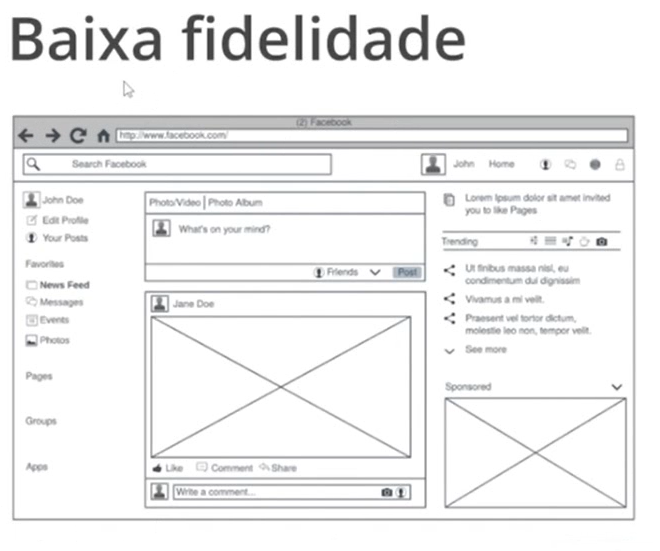 Baixa fidelidade
(2) Facebook
http://www.facebook.com/
Search Facebook
John Home
John Doe
Edit Profile
Your Posts
Favorites
News Feed
Messages
Events
Photos
Pages
Groups
Apps
Photo/Video | Photo Album
What's on your mind?
Friends Post
Jane Doe
Like Comment Share
Write a comment...
Lorem Ipsum dolor sit amet invited
you to like Pages
Trending
Ut finibus massa nisl, eu
condimentum dui dignissim
Vivamus a mi velit.
Praesent vel tortor dictum,
molestie leo non, tempor velit.
See more
Sponsored